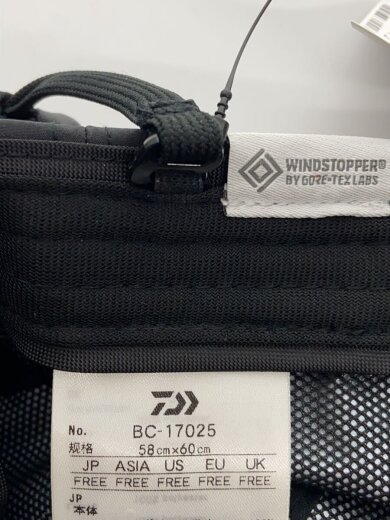 WINDSTOPPER®
BY GORE-TEX LABS
No. BC-17025
规格 58cm×60cm
JP ASIA US EU UK
FREE FREE FREE FREE FREE
JP
本体